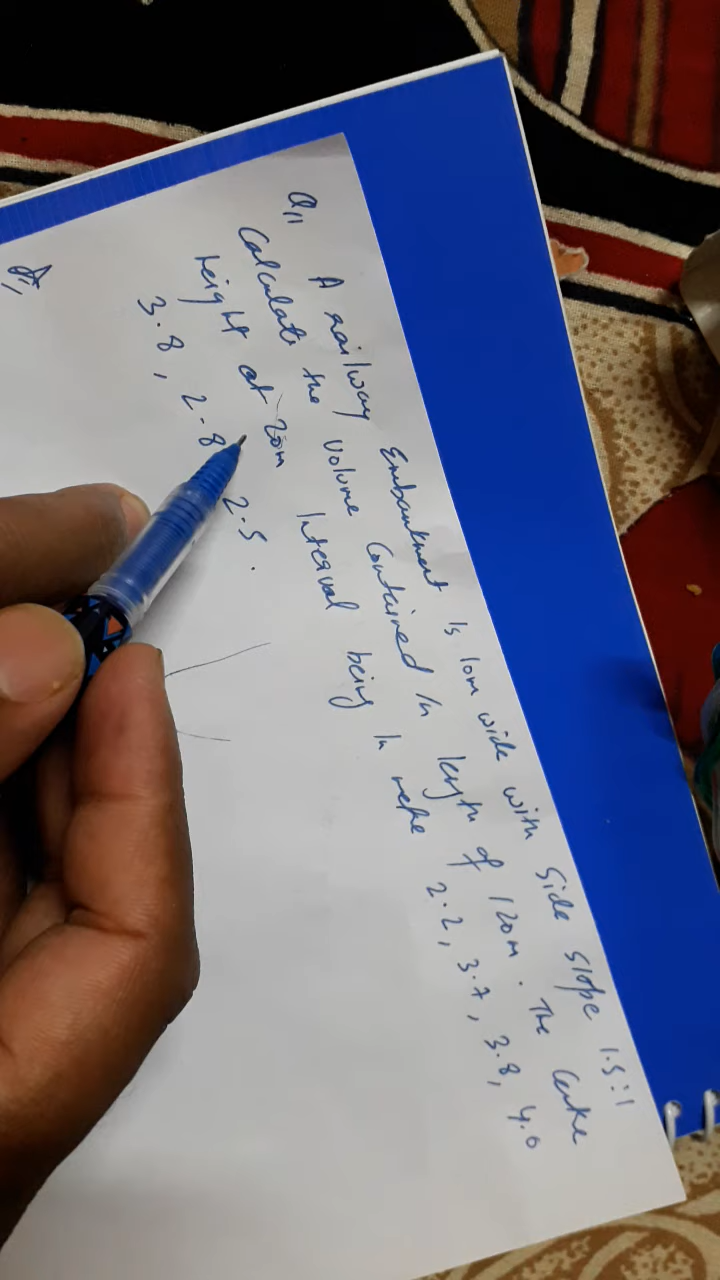 Q11 A railway Embankment is 10m wide with Side slope 1.5:1
Calculate the volume Contained in length of 120m. The Centre
height at 20m Interval being in metre 2.2, 3.7, 3.8, 4.0
3.8, 2.8 2.5.